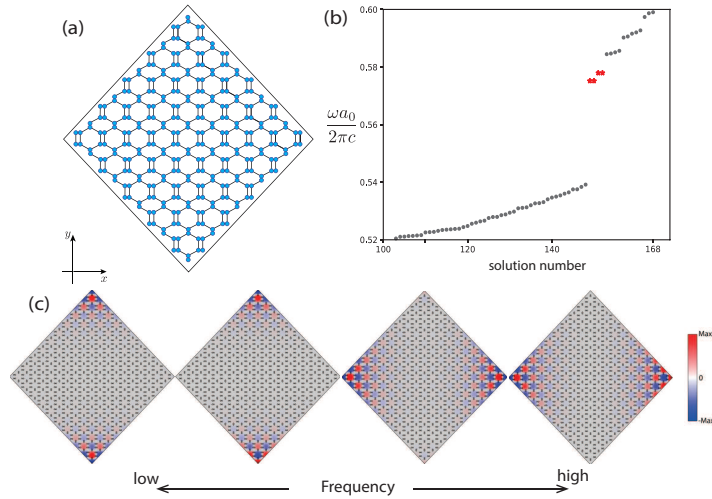 (a)
y
x
(b)
ωa₀
2πc
0.60
0.58
0.56
0.54
0.52
100
120
140
168
solution number
(c)
Max
0
-Max
low
Frequency
high